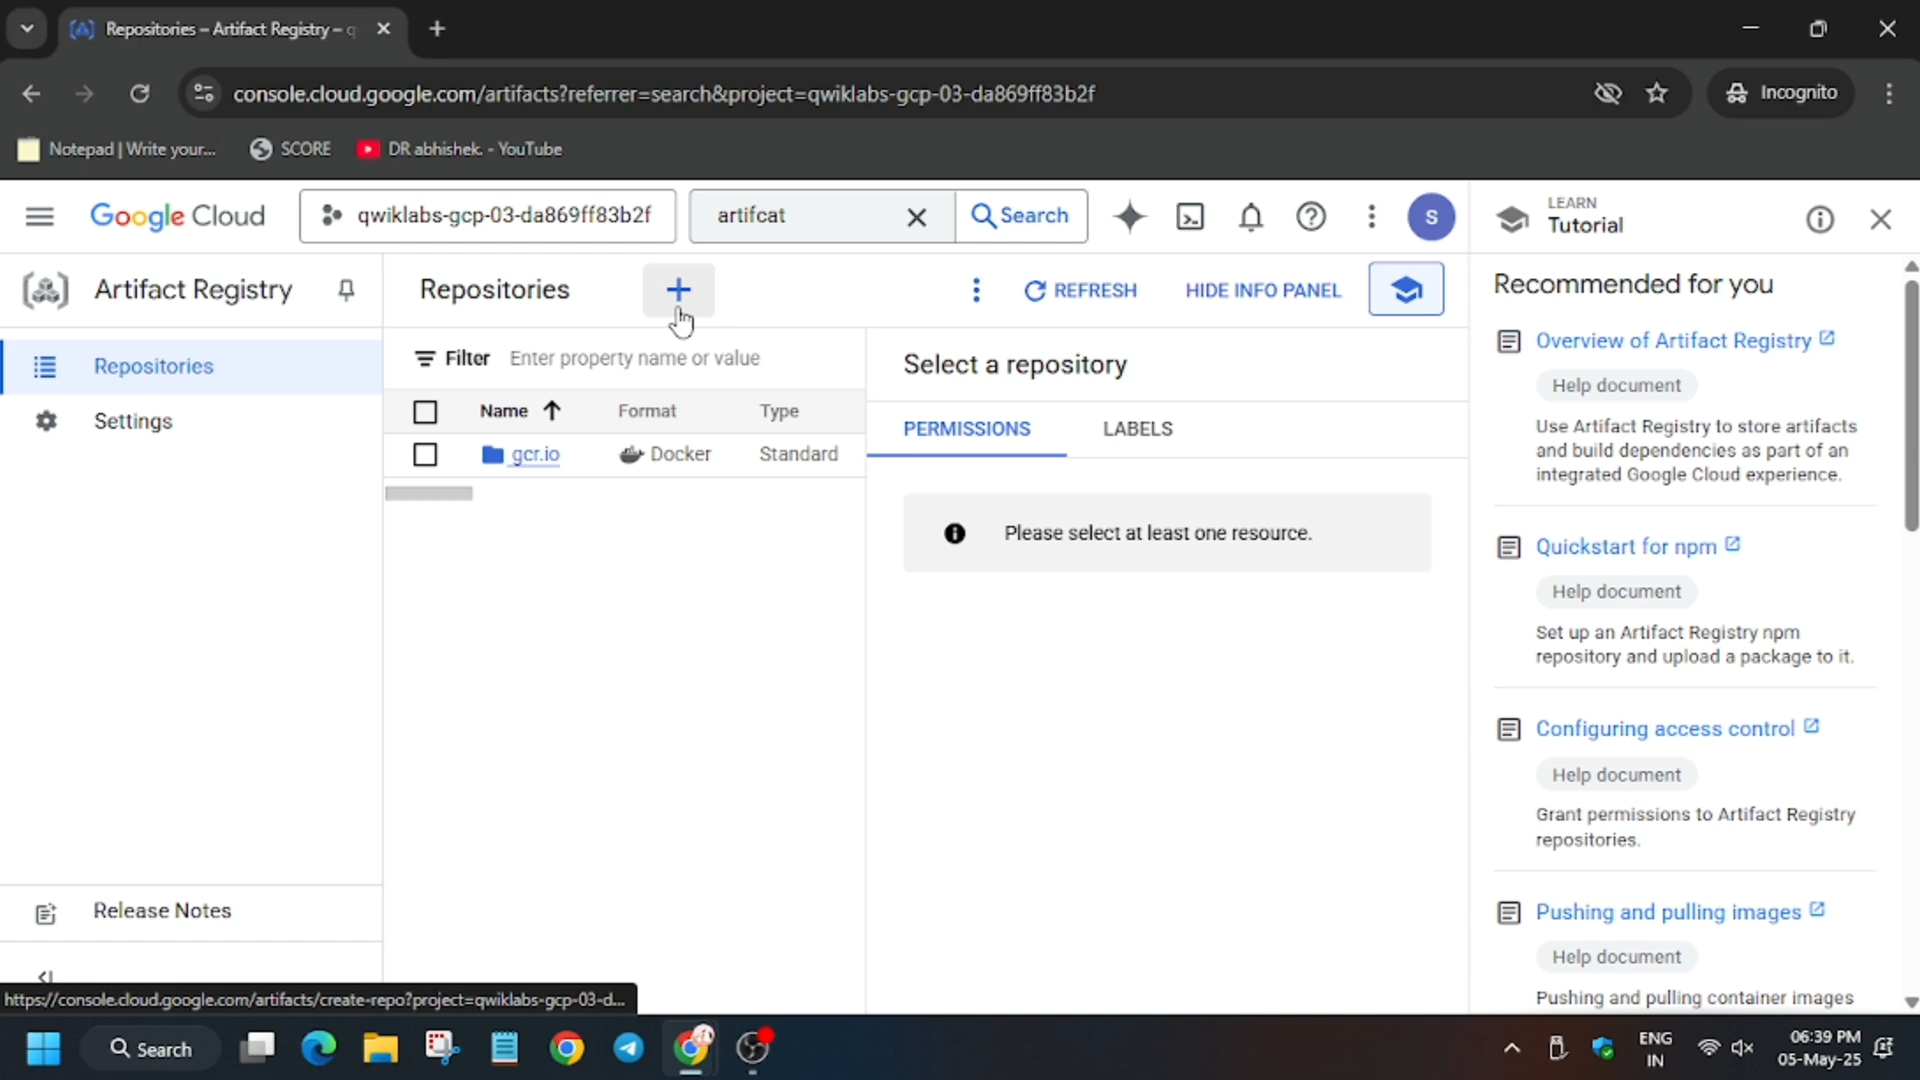 Repositories – Artifact Registry – q
console.cloud.google.com/artifacts?referrer=search&project=qwiklabs-gcp-03-da869ff83b2f
Incognito
Notepad | Write your...
SCORE
DR abhishek. - YouTube
Google Cloud
qwiklabs-gcp-03-da869ff83b2f
artifcat
Search
S
LEARN
Tutorial
Artifact Registry
Repositories
REFRESH
HIDE INFO PANEL
Recommended for you
Repositories
Settings
Filter
Enter property name or value
Name
Format
Type
gcr.io
Docker
Standard
Select a repository
PERMISSIONS
LABELS
Please select at least one resource.
Overview of Artifact Registry
Help document
Use Artifact Registry to store artifacts
and build dependencies as part of an
integrated Google Cloud experience.
Quickstart for npm
Help document
Set up an Artifact Registry npm
repository and upload a package to it.
Configuring access control
Help document
Grant permissions to Artifact Registry
repositories.
Pushing and pulling images
Help document
Pushing and pulling container images
Release Notes
https://console.cloud.google.com/artifacts/create-repo?project=qwiklabs-gcp-03-d...
Search
ENG
IN
06:39 PM
05-May-25